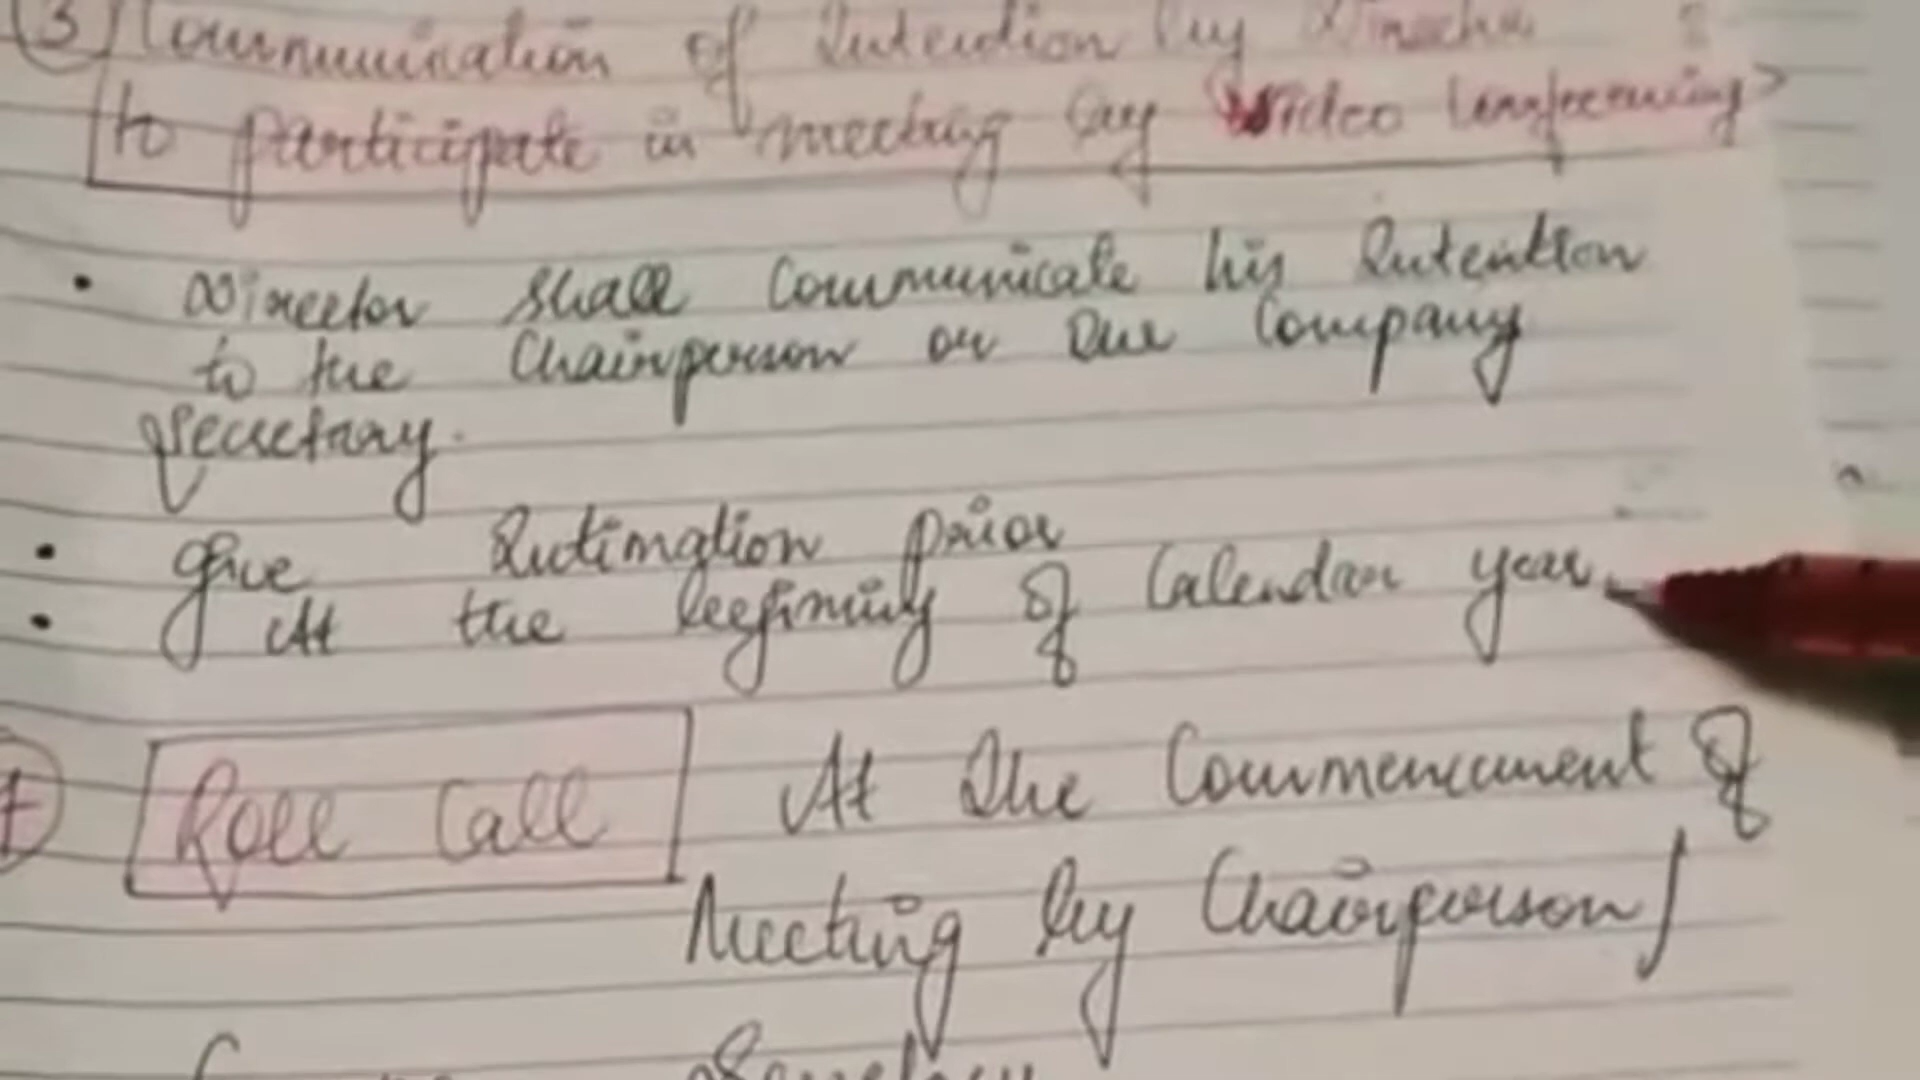 (3) Communication of Intention by Director
to participate in meeting by Video Conferencing>
• Director shall Communicate his Intention
to the Chairperson or the Company
Secretary.
• Give Intimation prior
• At the beginning of Calendar year
Roll Call At the Commencement of
Meeting by Chairperson/
Secretary